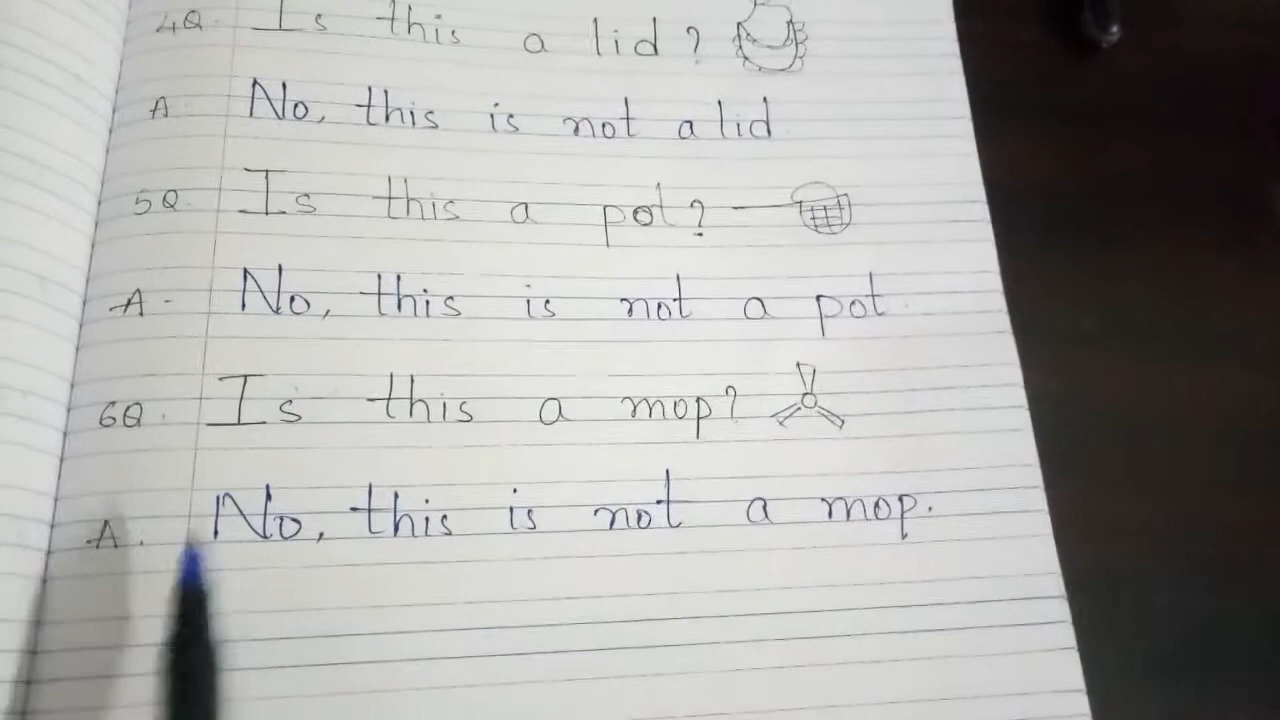 4Q. Is this a lid?
A No, this is not a lid
5Q. Is this a pot?
A. No, this is not a pot
6Q. Is this a mop?
A. No, this is not a mop.